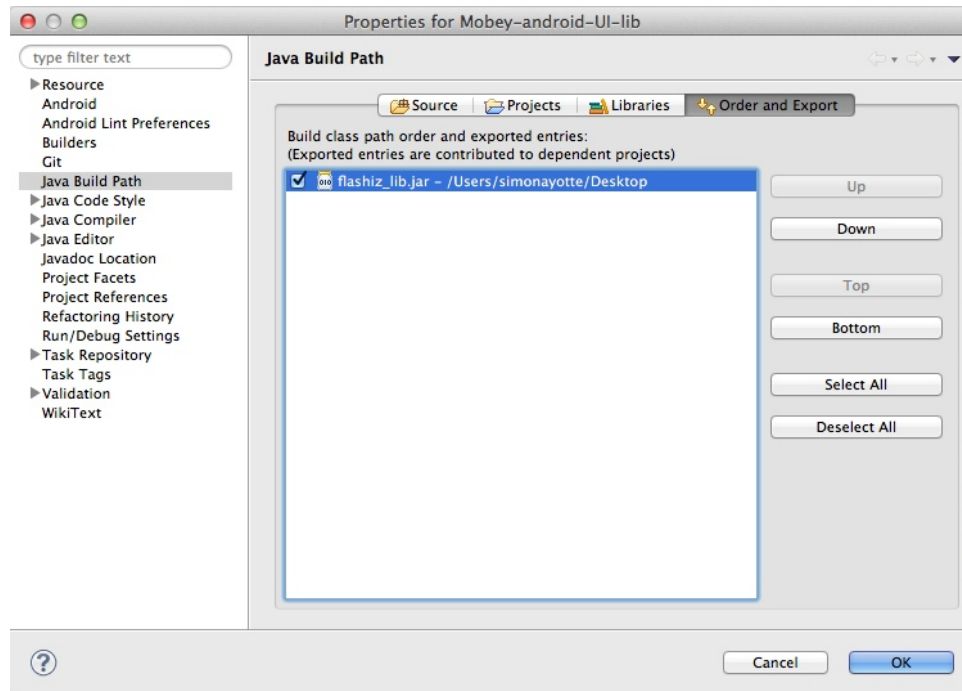 Properties for Mobey-android-UI-lib
type filter text
Resource
Android
Android Lint Preferences
Builders
Git
Java Build Path
Java Code Style
Java Compiler
Java Editor
Javadoc Location
Project Facets
Project References
Refactoring History
Run/Debug Settings
Task Repository
Task Tags
Validation
WikiText
Java Build Path
Source Projects Libraries Order and Export
Build class path order and exported entries:
(Exported entries are contributed to dependent projects)
010 flashiz_lib.jar – /Users/simonayotte/Desktop
Up
Down
Top
Bottom
Select All
Deselect All
?
Cancel OK